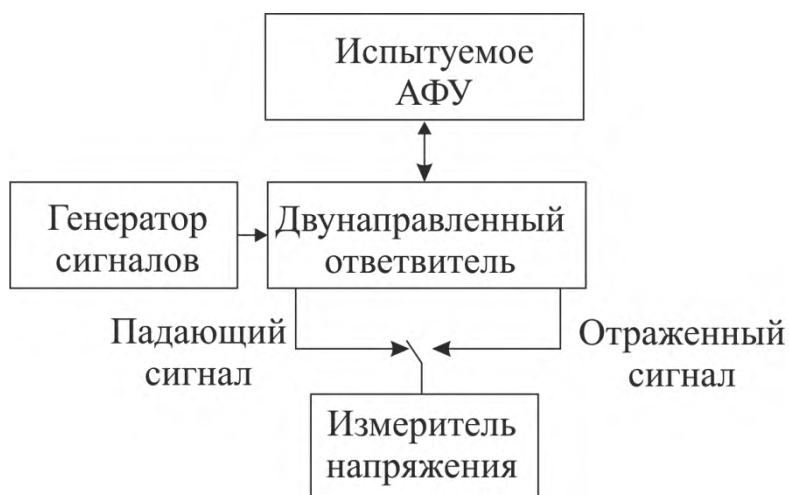 Испытуемое
АФУ
Генератор
сигналов
Двунаправленный
ответвитель
Падающий
сигнал
Отраженный
сигнал
Измеритель
напряжения